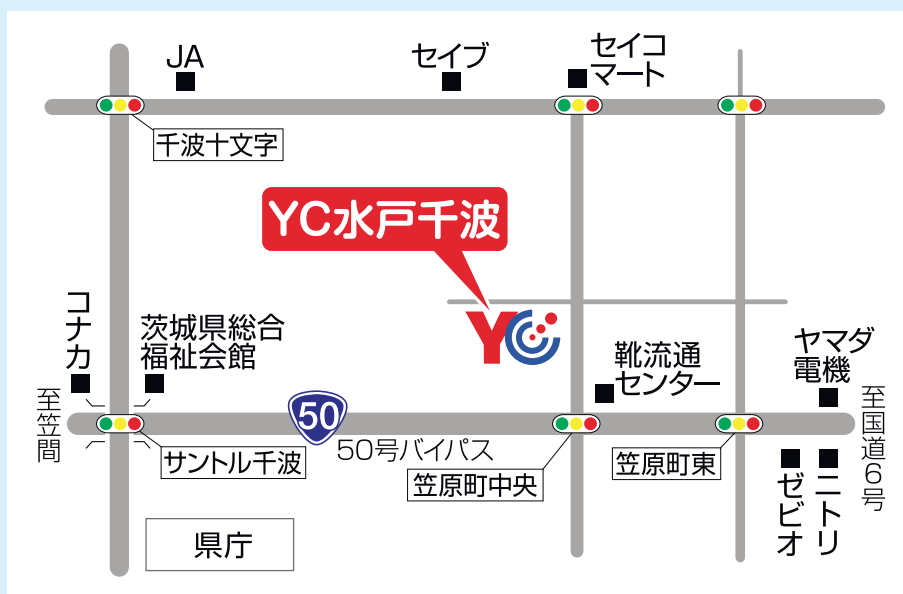 JA
セイブ
セイコ
マート
千波十文字
YC水戸千波
YC
コナカ
茨城県総合
福祉会館
靴流通
センター
ヤマダ
電機
至笠間
50
50号バイパス
至国道6号
サントル千波
笠原町中央
笠原町東
ゼビオ
ニトリ
県庁